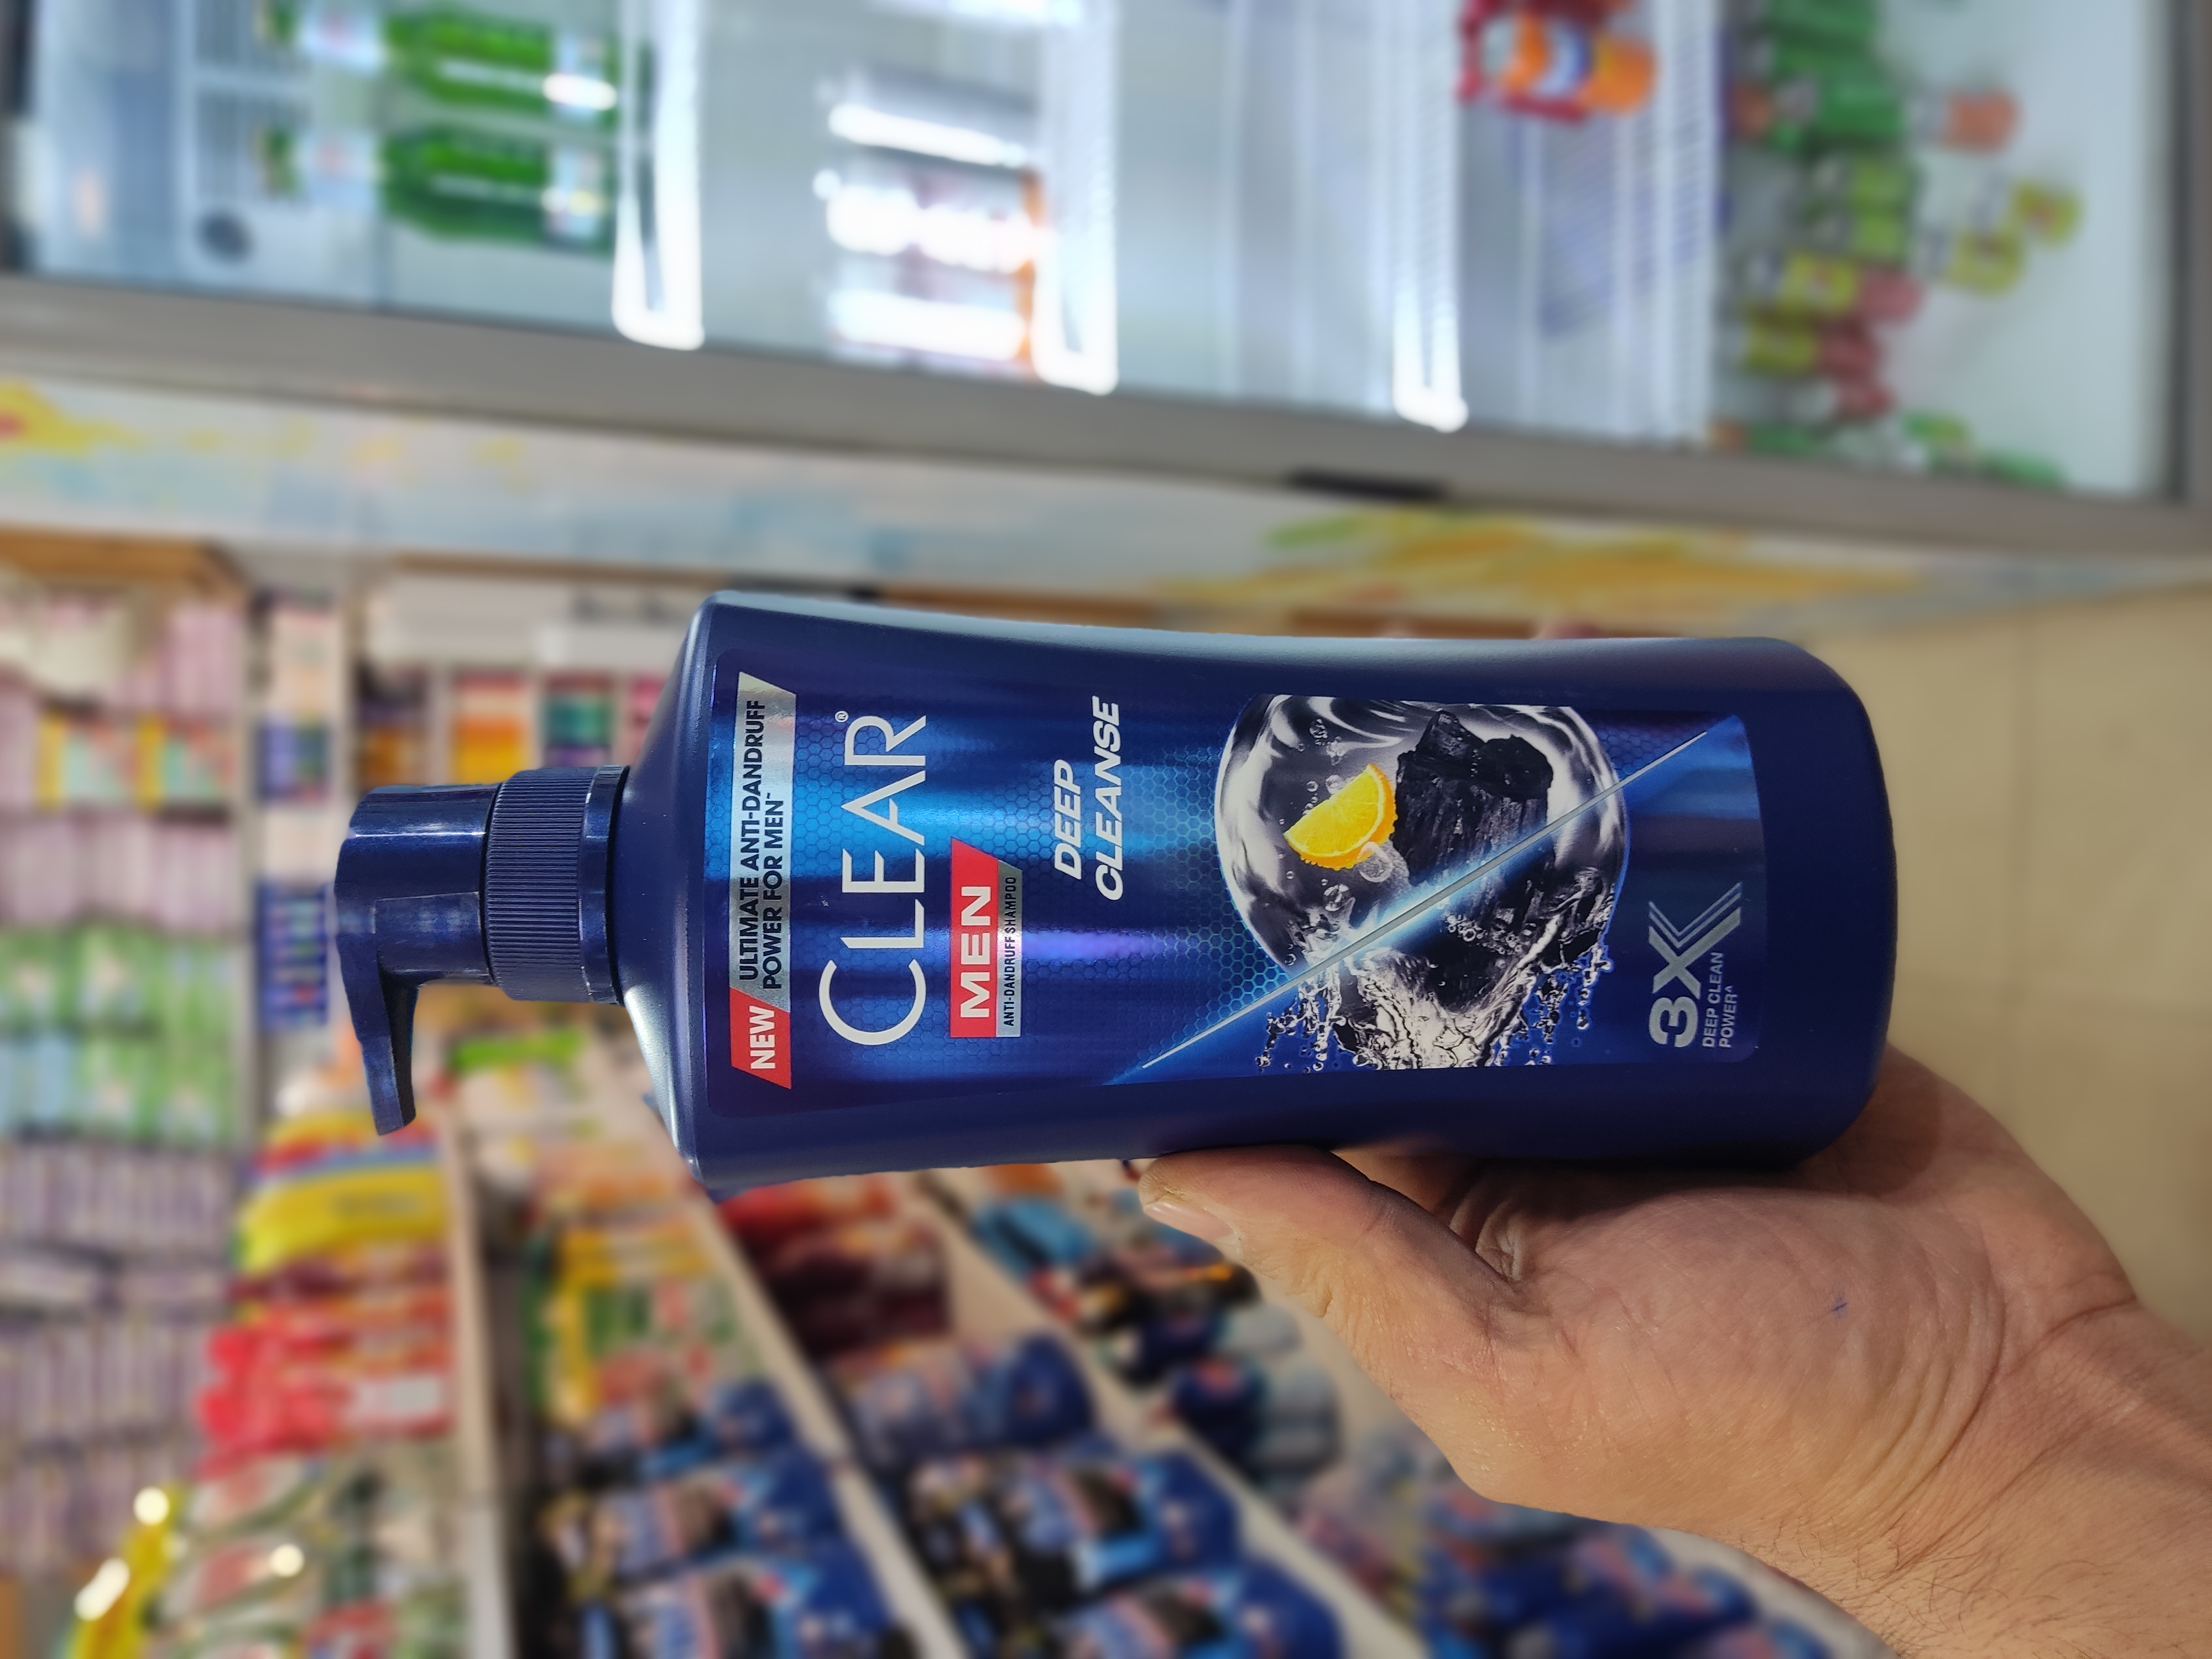 NEW ULTIMATE ANTI-DANDRUFF
POWER FOR MEN~
CLEAR®
MEN
ANTI-DANDRUFF SHAMPOO
DEEP
CLEANSE
3X
DEEP CLEAN
POWER^